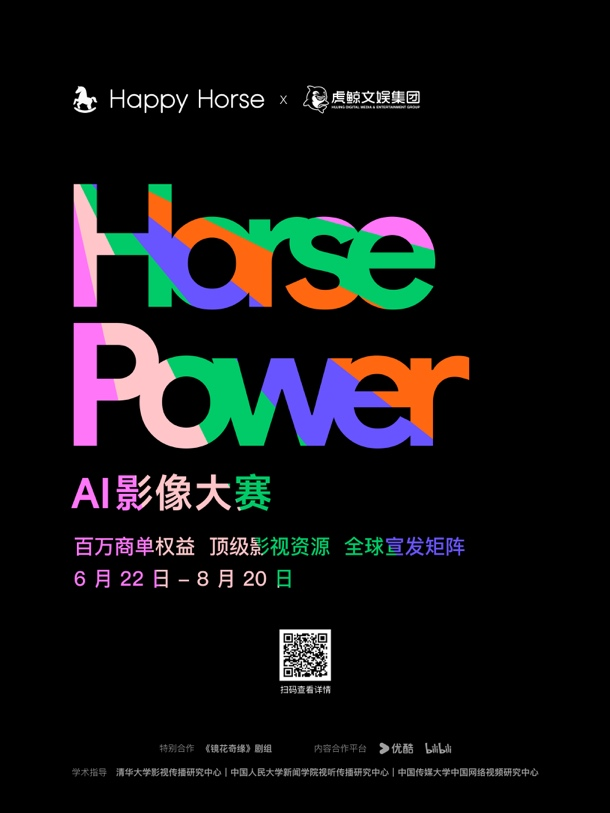 Happy Horse x 虎鲸文娱集团
HUJING DIGITAL MEDIA & ENTERTAINMENT GROUP
Horse
Power
AI影像大赛
百万商单权益 顶级影视资源 全球宣发矩阵
6 月 22 日 – 8 月 20 日
扫码查看详情
特别合作 《镜花奇缘》剧组 内容合作平台 优酷 bilibili
学术指导 清华大学影视传播研究中心 | 中国人民大学新闻学院视听传播研究中心 | 中国传媒大学中国网络视频研究中心